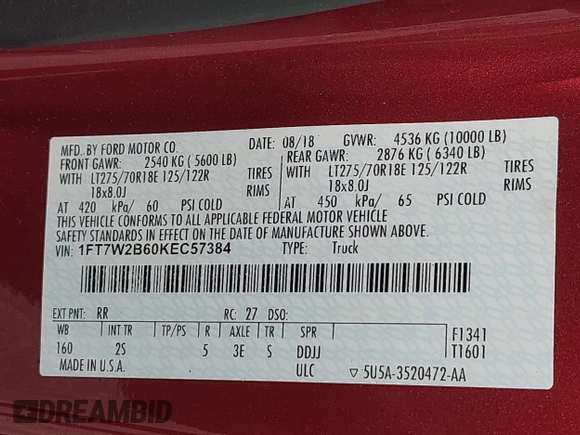 MFD. BY FORD MOTOR CO.
DATE: 08/18 GVWR: 4536 KG (10000 LB)
FRONT GAWR: 2540 KG (5600 LB) REAR GAWR: 2876 KG (6340 LB)
WITH LT275/70R18E 125/122R TIRES WITH LT275/70R18E 125/122R TIRES
18x8.0J RIMS 18x8.0J RIMS
AT 420 kPa/ 60 PSI COLD AT 450 kPa/ 65 PSI COLD
THIS VEHICLE CONFORMS TO ALL APPLICABLE FEDERAL MOTOR VEHICLE
SAFETY STANDARDS IN EFFECT ON THE DATE OF MANUFACTURE SHOWN ABOVE.
VIN: 1FT7W2B60KEC57384 TYPE: Truck
EXT PNT: RR RC: 27 DSO:
WB INT TR TP/PS R AXLE TR SPR F1341
160 2S 5 3E S DDJJ T1601
MADE IN U.S.A. ULC ▽ 5U5A-3520472-AA
DREAMBID